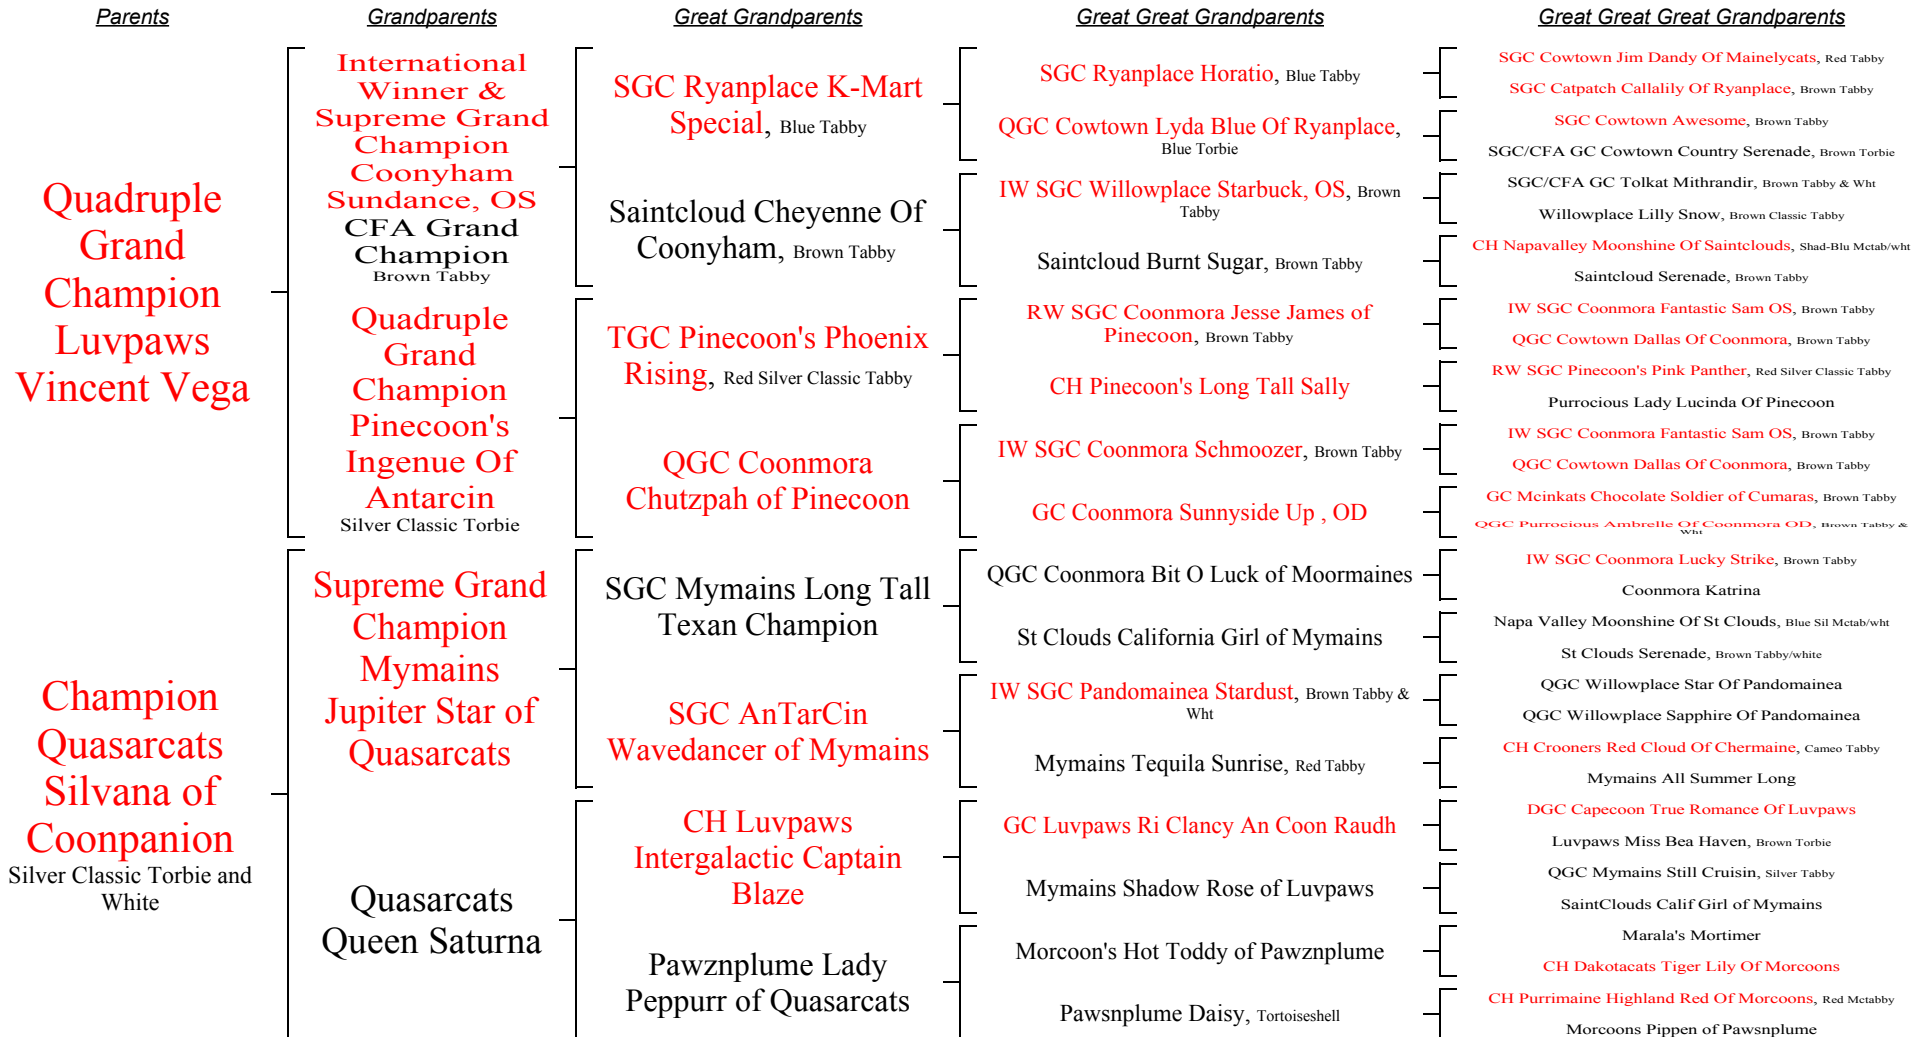 Parents
Grandparents
Great Grandparents
Great Great Grandparents
Great Great Great Grandparents
Quadruple
Grand
Champion
Luvpaws
Vincent Vega
Champion
Quasarcats
Silvana of
Coonpanion
Silver Classic Torbie and
White
International
Winner &
Supreme Grand
Champion
Coonyham
Sundance, OS
CFA Grand
Champion
Brown Tabby
Quadruple
Grand
Champion
Pinecoon's
Ingenue Of
Antarcin
Silver Classic Torbie
Supreme Grand
Champion
Mymains
Jupiter Star of
Quasarcats
Quasarcats
Queen Saturna
SGC Ryanplace K-Mart
Special, Blue Tabby
Saintcloud Cheyenne Of
Coonyham, Brown Tabby
TGC Pinecoon's Phoenix
Rising, Red Silver Classic Tabby
QGC Coonmora
Chutzpah of Pinecoon
SGC Mymains Long Tall
Texan Champion
SGC AnTarCin
Wavedancer of Mymains
CH Luvpaws
Intergalactic Captain
Blaze
Pawznplume Lady
Peppurr of Quasarcats
SGC Ryanplace Horatio, Blue Tabby
QGC Cowtown Lyda Blue Of Ryanplace,
Blue Torbie
IW SGC Willowplace Starbuck, OS, Brown
Tabby
Saintcloud Burnt Sugar, Brown Tabby
RW SGC Coonmora Jesse James of
Pinecoon, Brown Tabby
CH Pinecoon's Long Tall Sally
IW SGC Coonmora Schmoozer, Brown Tabby
GC Coonmora Sunnyside Up , OD
QGC Coonmora Bit O Luck of Moormaines
St Clouds California Girl of Mymains
IW SGC Pandomainea Stardust, Brown Tabby &
Wht
Mymains Tequila Sunrise, Red Tabby
GC Luvpaws Ri Clancy An Coon Raudh
Mymains Shadow Rose of Luvpaws
Morcoon's Hot Toddy of Pawznplume
Pawsnplume Daisy, Tortoiseshell
SGC Cowtown Jim Dandy Of Mainelycats, Red Tabby
SGC Catpatch Callalily Of Ryanplace, Brown Tabby
SGC Cowtown Awesome, Brown Tabby
SGC/CFA GC Cowtown Country Serenade, Brown Torbie
SGC/CFA GC Tolkat Mithrandir, Brown Tabby & Wht
Willowplace Lilly Snow, Brown Classic Tabby
CH Napavalley Moonshine Of Saintclouds, Shad-Blu Mctab/wht
Saintcloud Serenade, Brown Tabby
IW SGC Coonmora Fantastic Sam OS, Brown Tabby
QGC Cowtown Dallas Of Coonmora, Brown Tabby
RW SGC Pinecoon's Pink Panther, Red Silver Classic Tabby
Purrocious Lady Lucinda Of Pinecoon
IW SGC Coonmora Fantastic Sam OS, Brown Tabby
QGC Cowtown Dallas Of Coonmora, Brown Tabby
GC Mcinkats Chocolate Soldier of Cumaras, Brown Tabby
QGC Purrocious Ambrelle Of Coonmora OD, Brown Tabby &
Wht
IW SGC Coonmora Lucky Strike, Brown Tabby
Coonmora Katrina
Napa Valley Moonshine Of St Clouds, Blue Sil Mctab/wht
St Clouds Serenade, Brown Tabby/white
QGC Willowplace Star Of Pandomainea
QGC Willowplace Sapphire Of Pandomainea
CH Crooners Red Cloud Of Chermaine, Cameo Tabby
Mymains All Summer Long
DGC Capecoon True Romance Of Luvpaws
Luvpaws Miss Bea Haven, Brown Torbie
QGC Mymains Still Cruisin, Silver Tabby
SaintClouds Calif Girl of Mymains
Marala's Mortimer
CH Dakotacats Tiger Lily Of Morcoons
CH Purrimaine Highland Red Of Morcoons, Red Mctabby
Morcoons Pippen of Pawsnplume